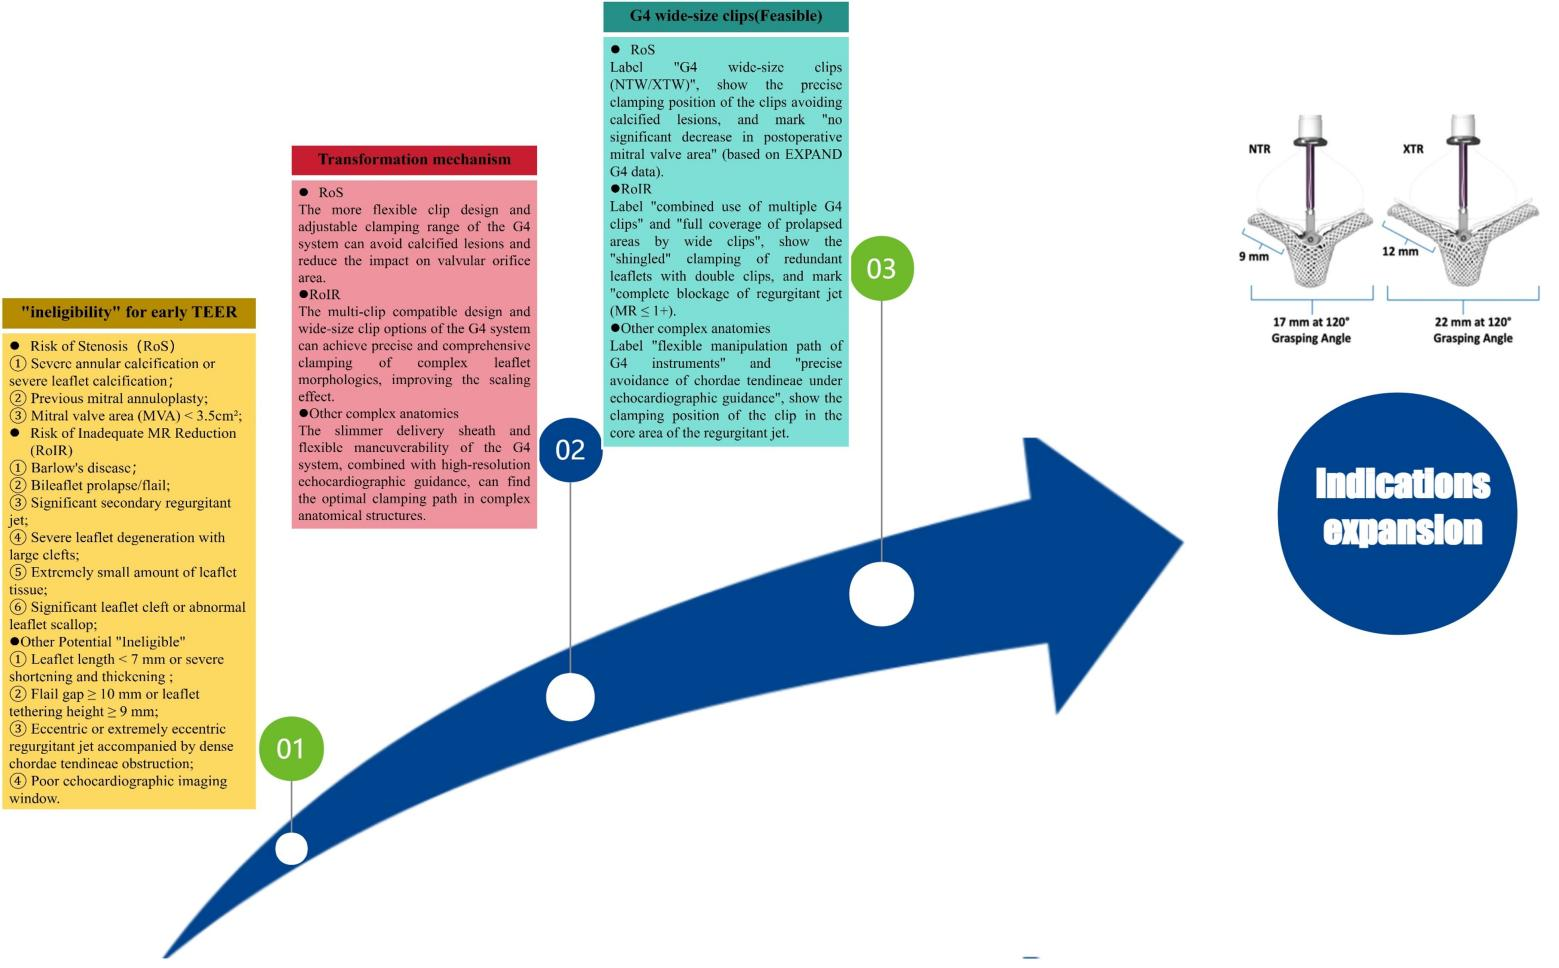 "ineligibility" for early TEER
● Risk of Stenosis（RoS）
① Severe annular calcification or
severe leaflet calcification；
② Previous mitral annuloplasty;
③ Mitral valve area (MVA) < 3.5cm²;
● Risk of Inadequate MR Reduction
(RoIR)
① Barlow's disease；
② Bileaflet prolapse/flail;
③ Significant secondary regurgitant
jet;
④ Severe leaflet degeneration with
large clefts;
⑤ Extremely small amount of leaflet
tissue;
⑥ Significant leaflet cleft or abnormal
leaflet scallop;
●Other Potential "Ineligible"
① Leaflet length < 7 mm or severe
shortening and thickening ;
② Flail gap ≥ 10 mm or leaflet
tethering height ≥ 9 mm;
③ Eccentric or extremely eccentric
regurgitant jet accompanied by dense
chordae tendineae obstruction;
④ Poor echocardiographic imaging
window.
01
Transformation mechanism
● RoS
The more flexible clip design and
adjustable clamping range of the G4
system can avoid calcified lesions and
reduce the impact on valvular orifice
area.
●RoIR
The multi-clip compatible design and
wide-size clip options of the G4 system
can achieve precise and comprehensive
clamping of complex leaflet
morphologies, improving the sealing
effect.
●Other complex anatomies
The slimmer delivery sheath and
flexible maneuverability of the G4
system, combined with high-resolution
echocardiographic guidance, can find
the optimal clamping path in complex
anatomical structures.
02
G4 wide-size clips(Feasible)
● RoS
Label "G4 wide-size clips
(NTW/XTW)", show the precise
clamping position of the clips avoiding
calcified lesions, and mark "no
significant decrease in postoperative
mitral valve area" (based on EXPAND
G4 data).
●RoIR
Label "combined use of multiple G4
clips" and "full coverage of prolapsed
areas by wide clips", show the
"shingled" clamping of redundant
leaflets with double clips, and mark
"complete blockage of regurgitant jet
(MR ≤ 1+).
●Other complex anatomies
Label "flexible manipulation path of
G4 instruments" and "precise
avoidance of chordae tendineae under
echocardiographic guidance", show the
clamping position of the clip in the
core area of the regurgitant jet.
03
NTR
9 mm
17 mm at 120°
Grasping Angle
XTR
12 mm
22 mm at 120°
Grasping Angle
Indications
expansion